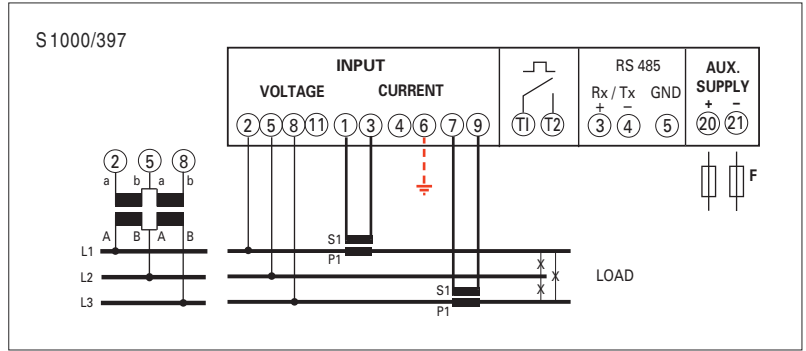 S 1000/397
INPUT
RS 485
AUX. SUPPLY
VOLTAGE CURRENT
Rx / Tx GND
+ − + −
2 5 8 11 1 3 4 6 7 9 T1 T2 3 4 5 20 21
2 5 8
a b a b
F
A B A B
S1
L1
P1
L2
LOAD
X
X
X
S1
L3
P1